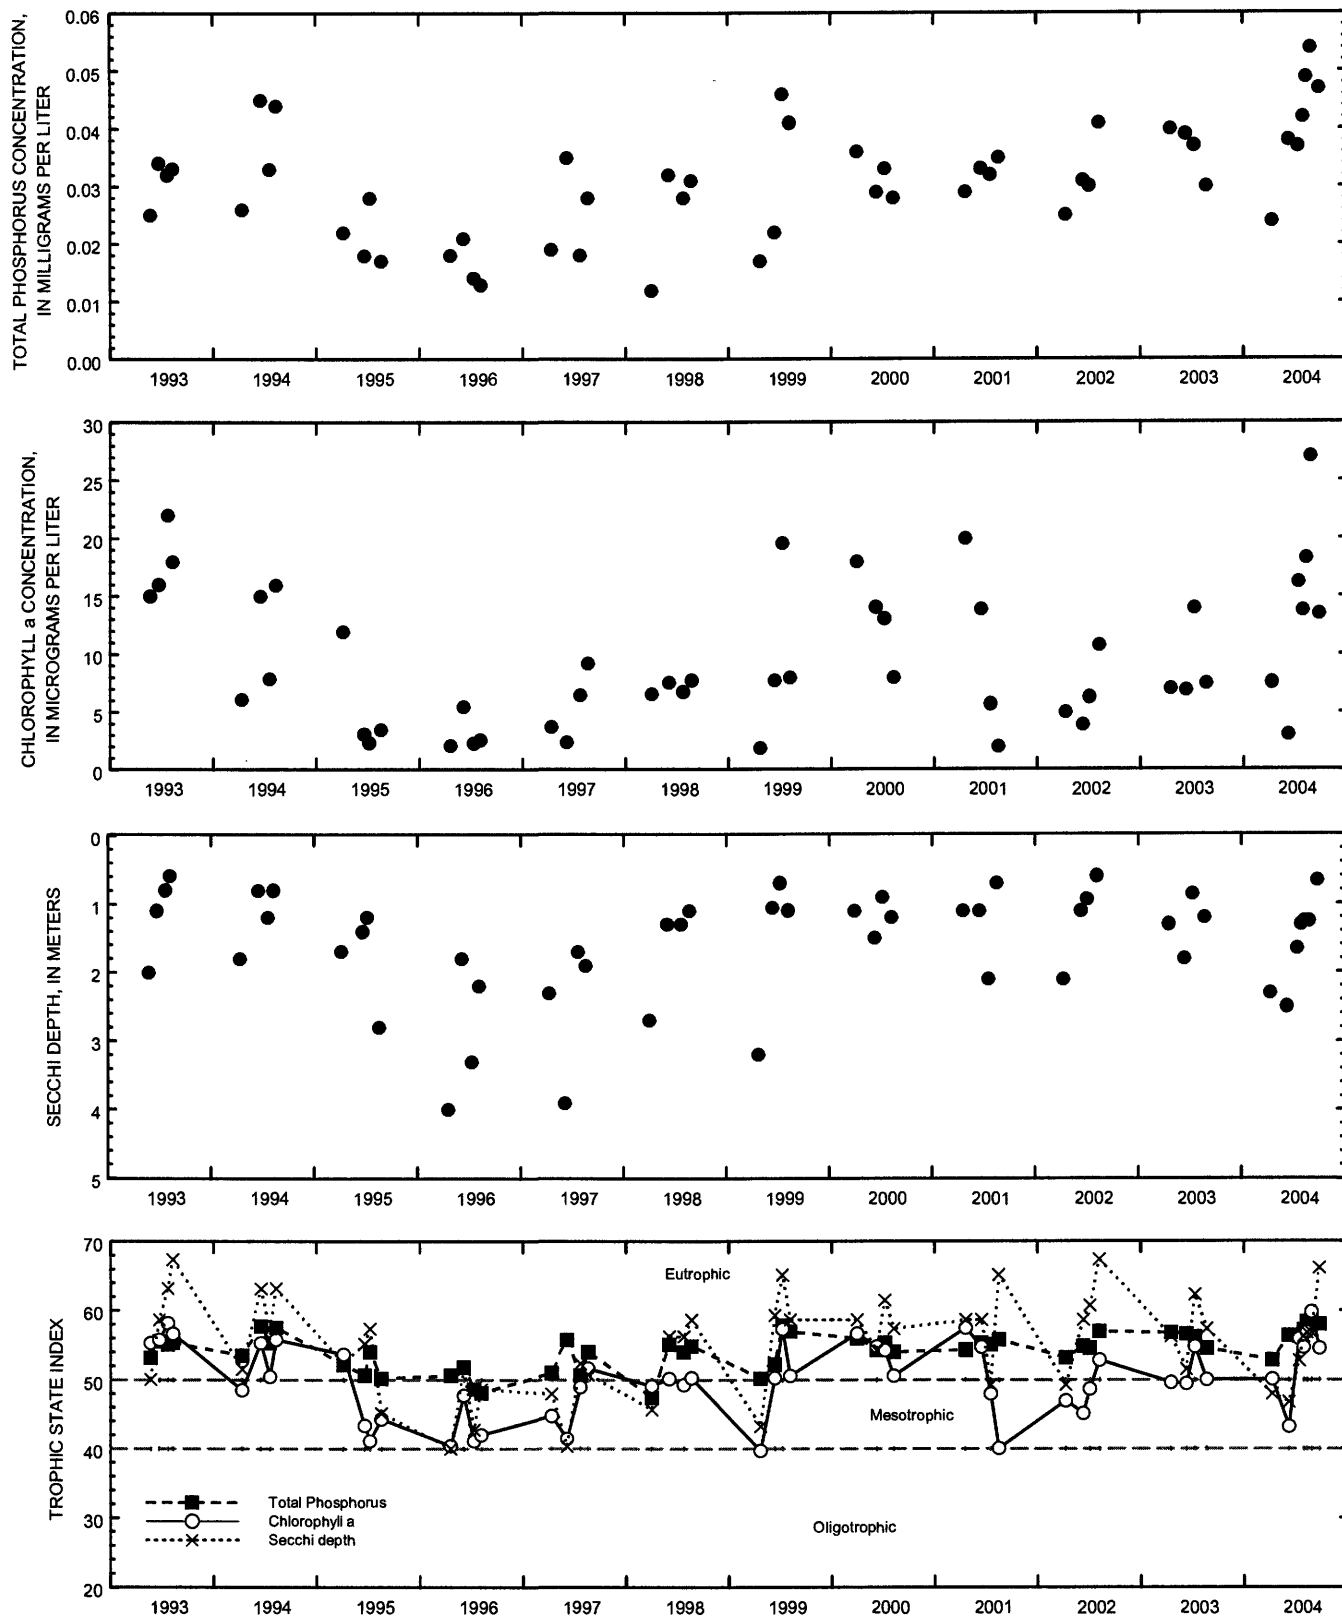 TOTAL PHOSPHORUS CONCENTRATION,
IN MILLIGRAMS PER LITER
0.06
0.05
0.04
0.03
0.02
0.01
0.00
1993 1994 1995 1996 1997 1998 1999 2000 2001 2002 2003 2004
CHLOROPHYLL a CONCENTRATION,
IN MICROGRAMS PER LITER
30
25
20
15
10
5
0
1993 1994 1995 1996 1997 1998 1999 2000 2001 2002 2003 2004
SECCHI DEPTH, IN METERS
0
1
2
3
4
5
1993 1994 1995 1996 1997 1998 1999 2000 2001 2002 2003 2004
TROPHIC STATE INDEX
70
60
50
40
30
20
Eutrophic
Mesotrophic
Oligotrophic
Total Phosphorus
Chlorophyll a
Secchi depth
1993 1994 1995 1996 1997 1998 1999 2000 2001 2002 2003 2004